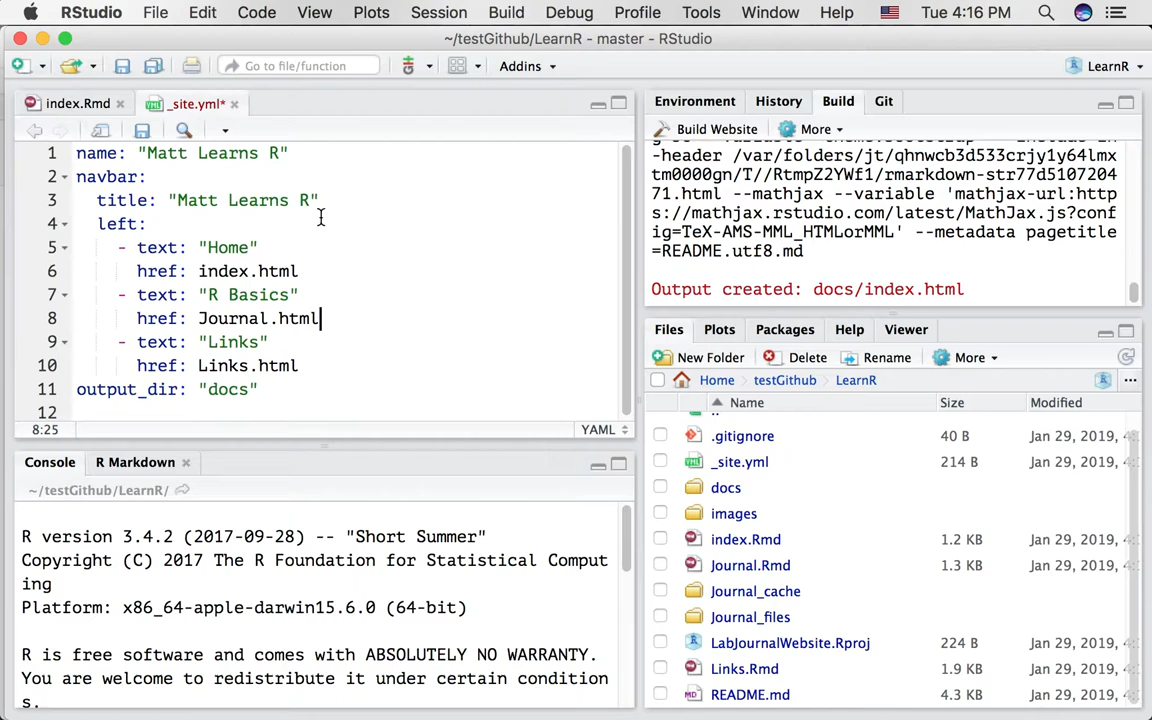 RStudio File Edit Code View Plots Session Build Debug Profile Tools Window Help Tue 4:16 PM
~/testGithub/LearnR - master - RStudio
Go to file/function Addins LearnR
index.Rmd _site.yml*
1 name: "Matt Learns R"
2 navbar:
3 title: "Matt Learns R"
4 left:
5 - text: "Home"
6 href: index.html
7 - text: "R Basics"
8 href: Journal.html
9 - text: "Links"
10 href: Links.html
11 output_dir: "docs"
12
8:25 YAML
Console R Markdown
~/testGithub/LearnR/
R version 3.4.2 (2017-09-28) -- "Short Summer"
Copyright (C) 2017 The R Foundation for Statistical Comput
ing
Platform: x86_64-apple-darwin15.6.0 (64-bit)
R is free software and comes with ABSOLUTELY NO WARRANTY.
You are welcome to redistribute it under certain condition
s.
Environment History Build Git
Build Website More
-header /var/folders/jt/qhnwcb3d533crjy1y64lmx
tm0000gn/T//RtmpZ2YWf1/rmarkdown-str77d5107204
71.html --mathjax --variable 'mathjax-url:http
s://mathjax.rstudio.com/latest/MathJax.js?conf
ig=TeX-AMS-MML_HTMLorMML' --metadata pagetitle
=README.utf8.md
Output created: docs/index.html
Files Plots Packages Help Viewer
New Folder Delete Rename More
Home testGithub LearnR
Name Size Modified
..
.gitignore 40 B Jan 29, 2019,
_site.yml 214 B Jan 29, 2019,
docs
images
index.Rmd 1.2 KB Jan 29, 2019,
Journal.Rmd 1.3 KB Jan 29, 2019,
Journal_cache
Journal_files
LabJournalWebsite.Rproj 224 B Jan 29, 2019,
Links.Rmd 1.9 KB Jan 29, 2019,
README.md 4.3 KB Jan 29, 2019,